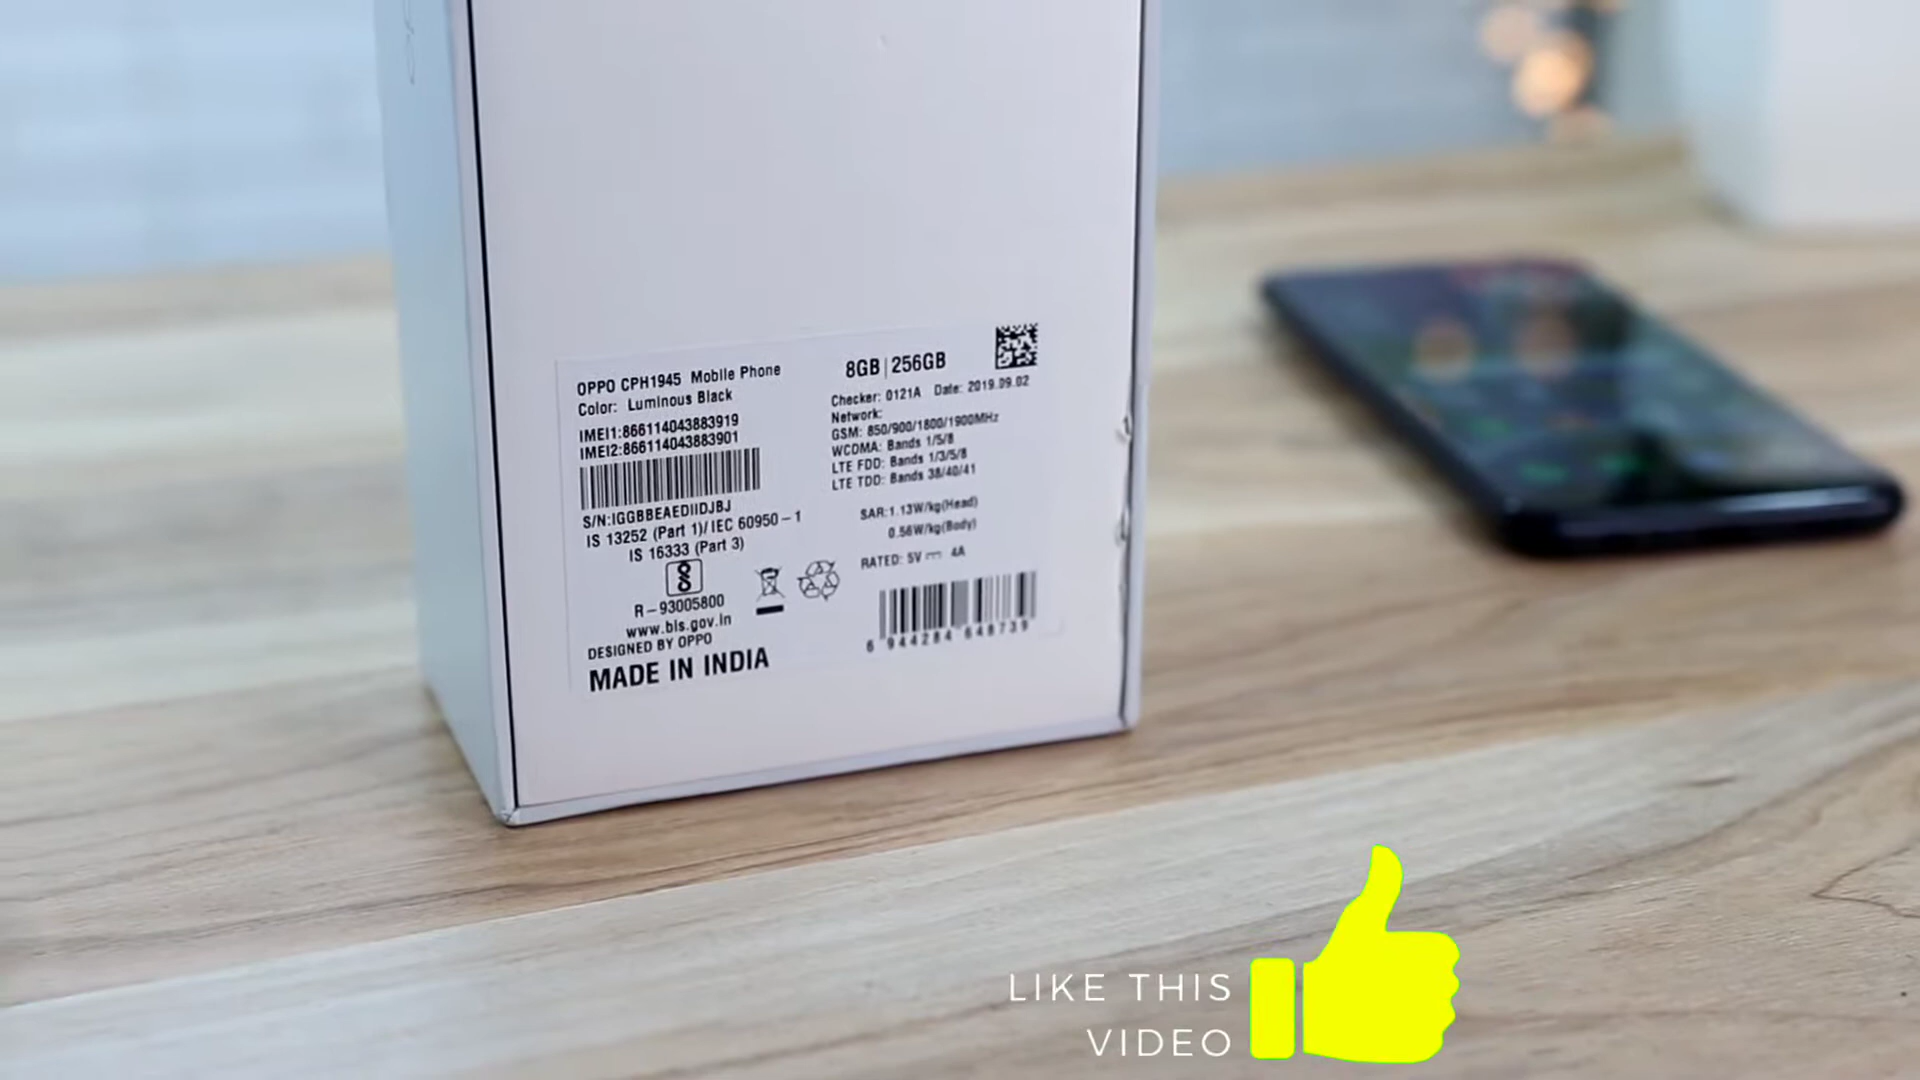 OPPO CPH1945 Mobile Phone
Color: Luminous Black
IMEI1:866114043883919
IMEI2:866114043883901
S/N:IGGBBEAEDIIDJBJ
IS 13252 (Part 1)/ IEC 60950-1
IS 16333 (Part 3)
R-93005800
www.bis.gov.in
DESIGNED BY OPPO
MADE IN INDIA
8GB | 256GB
Checker: 0121A Date: 2019.09.02
Network:
GSM: 850/900/1800/1900MHz
WCDMA: Bands 1/5/8
LTE FDD: Bands 1/3/5/8
LTE TDD: Bands 38/40/41
SAR:1.13W/kg(Head)
0.56W/kg(Body)
RATED: 5V ⎓ 4A
6 944284 648739
LIKE THIS
VIDEO